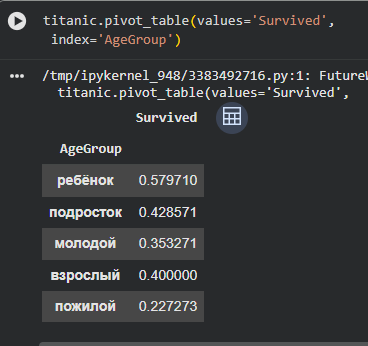 titanic.pivot_table(values='Survived',
index='AgeGroup')
/tmp/ipykernel_948/3383492716.py:1:
titanic.pivot_table(values='Survived',
Survived
AgeGroup
ребёнок 0.579710
подросток 0.428571
молодой 0.353271
взрослый 0.400000
пожилой 0.227273